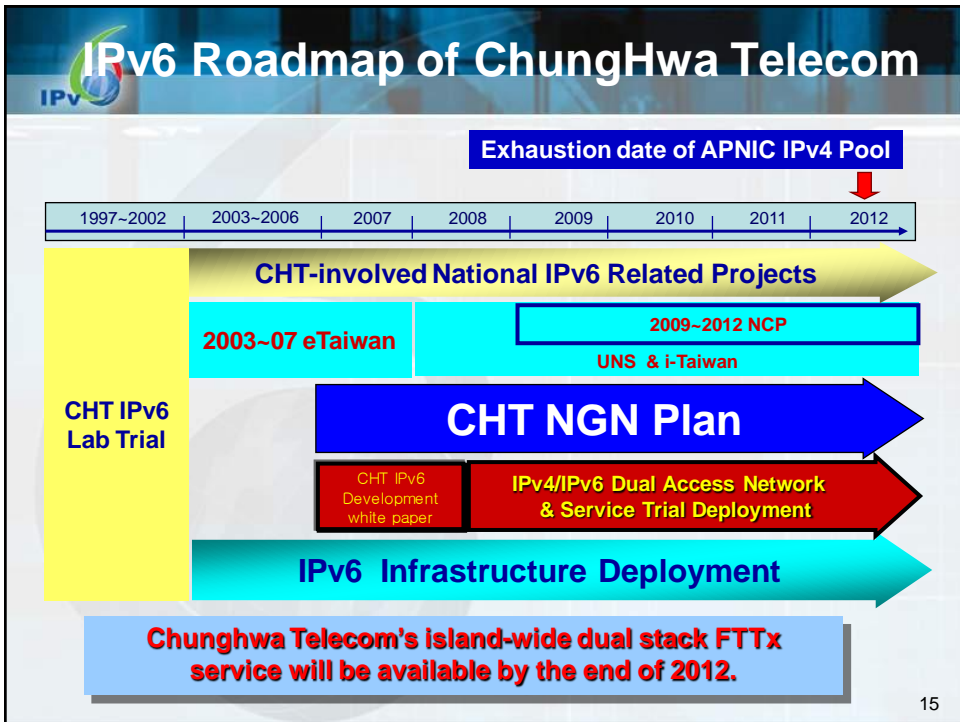 IPv6 Roadmap of ChungHwa Telecom
IPv
Exhaustion date of APNIC IPv4 Pool
1997~2002 2003~2006 2007 2008 2009 2010 2011 2012
CHT-involved National IPv6 Related Projects
2003~07 eTaiwan
2009~2012 NCP
UNS & i-Taiwan
CHT IPv6
Lab Trial
CHT NGN Plan
CHT IPv6
Development
white paper
IPv4/IPv6 Dual Access Network
& Service Trial Deployment
IPv6 Infrastructure Deployment
Chunghwa Telecom's island-wide dual stack FTTx
service will be available by the end of 2012.
15